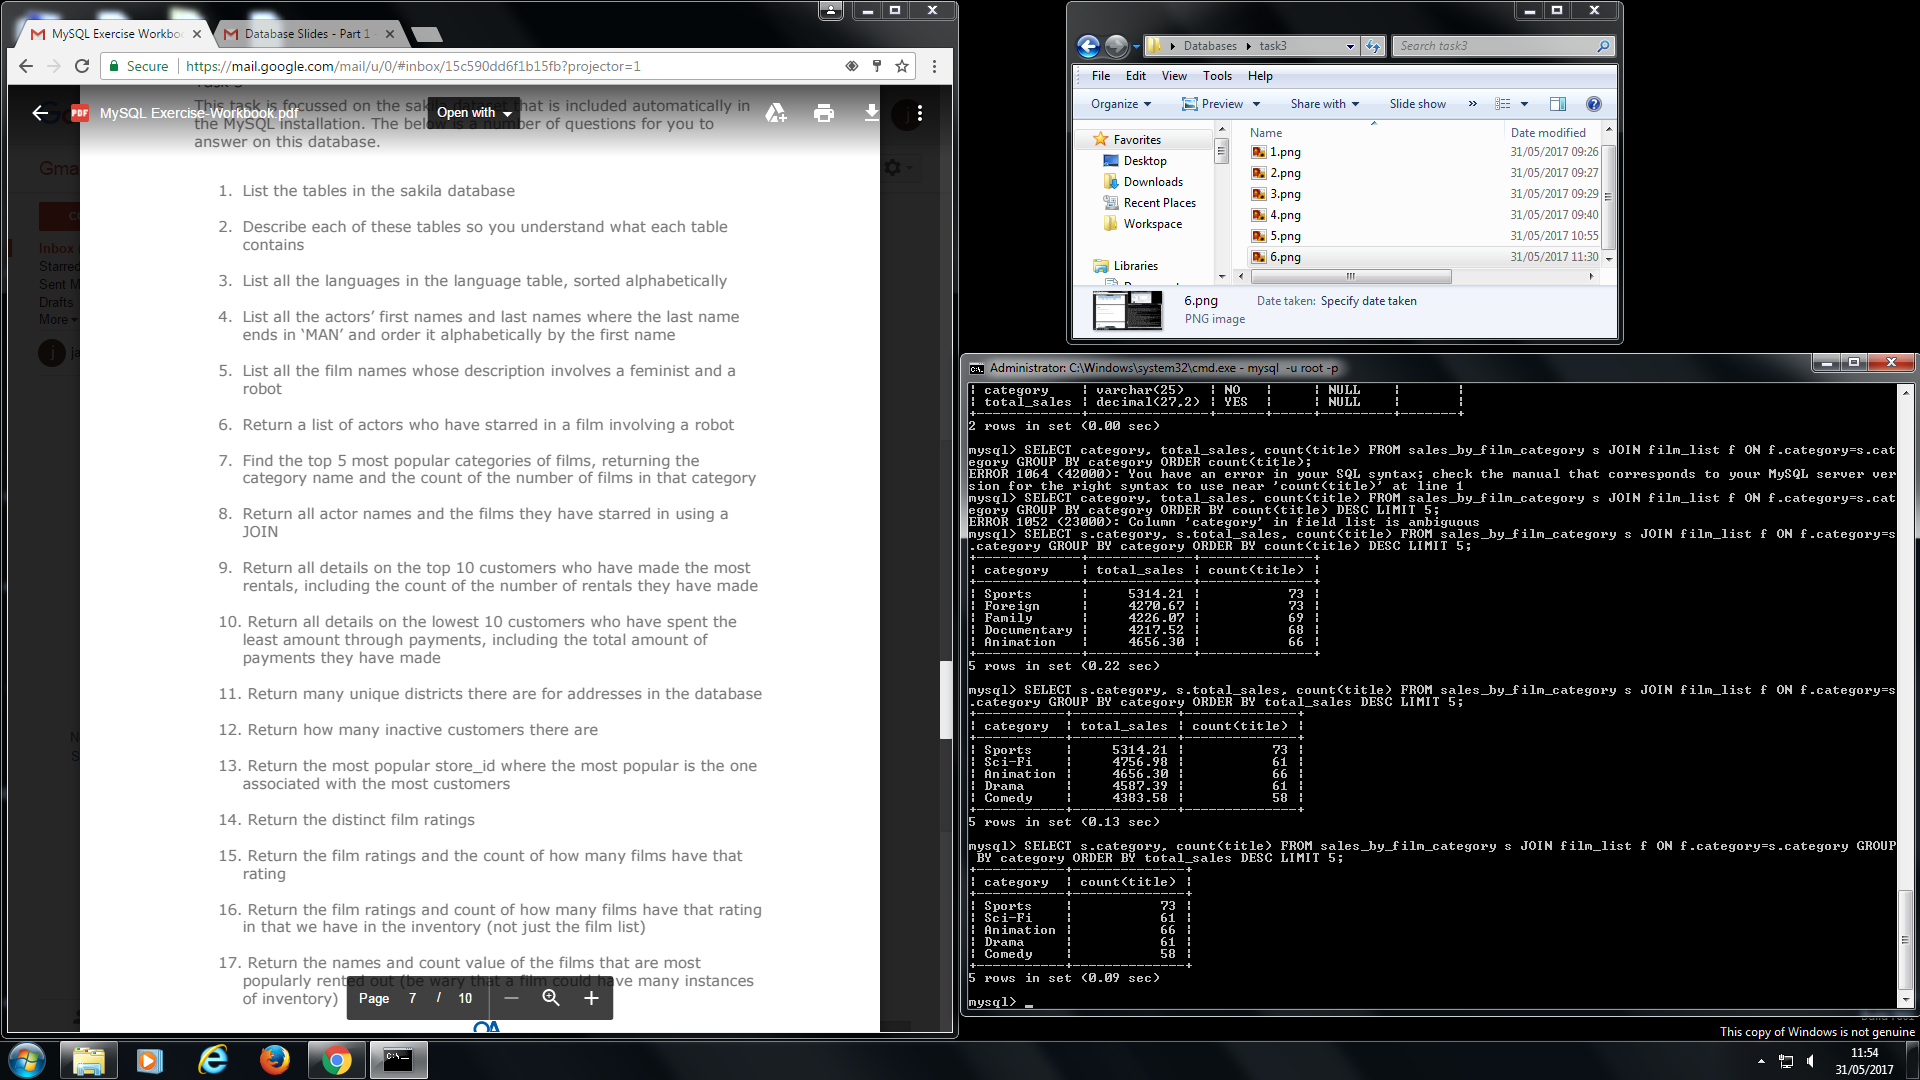 MySQL Exercise Workboo
Database Slides - Part 1
Secure
https://mail.google.com/mail/u/0/#inbox/15c590dd6f1b15fb?projector=1
MySQL Exercise-Workbook.pdf
Open with
This task is focussed on the sakila dataset that is included automatically in
the MySQL installation. The below is a number of questions for you to
answer on this database.
1. List the tables in the sakila database
2. Describe each of these tables so you understand what each table
contains
3. List all the languages in the language table, sorted alphabetically
4. List all the actors’ first names and last names where the last name
ends in ‘MAN’ and order it alphabetically by the first name
5. List all the film names whose description involves a feminist and a
robot
6. Return a list of actors who have starred in a film involving a robot
7. Find the top 5 most popular categories of films, returning the
category name and the count of the number of films in that category
8. Return all actor names and the films they have starred in using a
JOIN
9. Return all details on the top 10 customers who have made the most
rentals, including the count of the number of rentals they have made
10. Return all details on the lowest 10 customers who have spent the
least amount through payments, including the total amount of
payments they have made
11. Return many unique districts there are for addresses in the database
12. Return how many inactive customers there are
13. Return the most popular store_id where the most popular is the one
associated with the most customers
14. Return the distinct film ratings
15. Return the film ratings and the count of how many films have that
rating
16. Return the film ratings and count of how many films have that rating
in that we have in the inventory (not just the film list)
17. Return the names and count value of the films that are most
popularly rented out (be wary that a film could have many instances
of inventory)
Page 7 / 10
QA
Gma
Inbox
Starred
Sent M
Drafts
More
j
Databases
task3
Search task3
File Edit View Tools Help
Organize Preview Share with Slide show »
Favorites
Desktop
Downloads
Recent Places
Workspace
Libraries
Name Date modified
1.png 31/05/2017 09:26
2.png 31/05/2017 09:27
3.png 31/05/2017 09:29
4.png 31/05/2017 09:40
5.png 31/05/2017 10:55
6.png 31/05/2017 11:30
6.png Date taken: Specify date taken
PNG image
Administrator: C:\Windows\system32\cmd.exe - mysql -u root -p
| category | varchar(25) | NO | | NULL | |
| total_sales | decimal(27,2) | YES | | NULL | |
2 rows in set (0.00 sec)
mysql> SELECT category, total_sales, count(title) FROM sales_by_film_category s JOIN film_list f ON f.category=s.cat
egory GROUP BY category ORDER count(title);
ERROR 1064 (42000): You have an error in your SQL syntax; check the manual that corresponds to your MySQL server ver
sion for the right syntax to use near 'count(title)' at line 1
mysql> SELECT category, total_sales, count(title) FROM sales_by_film_category s JOIN film_list f ON f.category=s.cat
egory GROUP BY category ORDER BY count(title) DESC LIMIT 5;
ERROR 1052 (23000): Column 'category' in field list is ambiguous
mysql> SELECT s.category, s.total_sales, count(title) FROM sales_by_film_category s JOIN film_list f ON f.category=s
.category GROUP BY category ORDER BY count(title) DESC LIMIT 5;
| category | total_sales | count(title) |
| Sports | 5314.21 | 73 |
| Foreign | 4270.67 | 73 |
| Family | 4226.07 | 69 |
| Documentary | 4217.52 | 68 |
| Animation | 4656.30 | 66 |
5 rows in set (0.22 sec)
mysql> SELECT s.category, s.total_sales, count(title) FROM sales_by_film_category s JOIN film_list f ON f.category=s
.category GROUP BY category ORDER BY total_sales DESC LIMIT 5;
| category | total_sales | count(title) |
| Sports | 5314.21 | 73 |
| Sci-Fi | 4756.98 | 61 |
| Animation | 4656.30 | 66 |
| Drama | 4587.39 | 61 |
| Comedy | 4383.58 | 58 |
5 rows in set (0.13 sec)
mysql> SELECT s.category, count(title) FROM sales_by_film_category s JOIN film_list f ON f.category=s.category GROUP
BY category ORDER BY total_sales DESC LIMIT 5;
| category | count(title) |
| Sports | 73 |
| Sci-Fi | 61 |
| Animation | 66 |
| Drama | 61 |
| Comedy | 58 |
5 rows in set (0.09 sec)
mysql> _
This copy of Windows is not genuine
11:54
31/05/2017